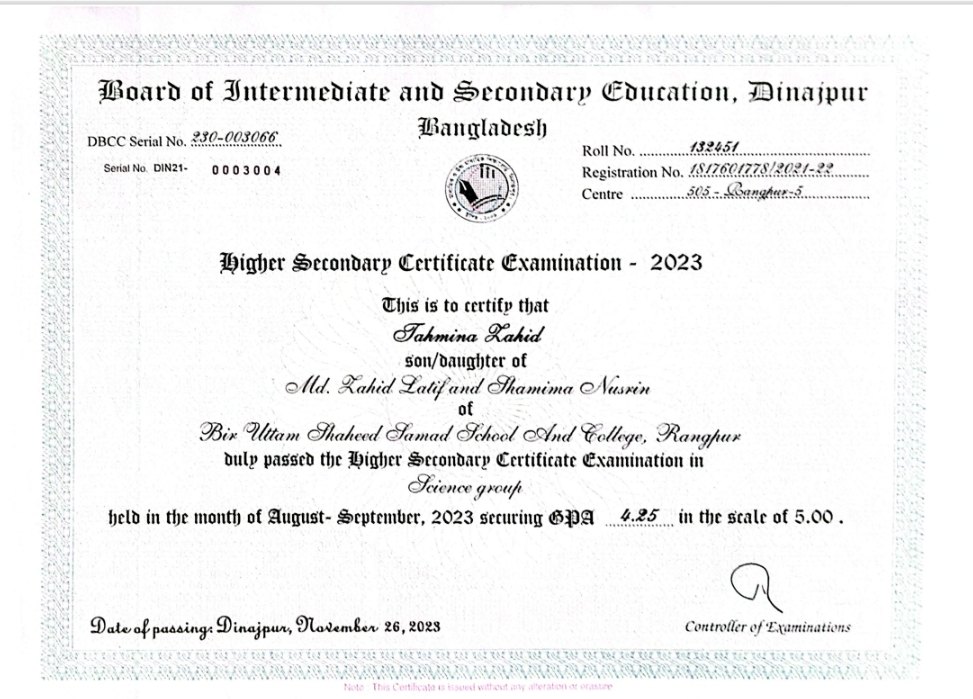 Board of Intermediate and Secondary Education, Dinajpur
Bangladesh
DBCC Serial No. 230-003066
Serial No. DIN21- 0003004
Roll No. 132451
Registration No. 1817601778/2021-22
Centre 505 - Rangpur-5
Higher Secondary Certificate Examination - 2023
This is to certify that
Tahmina Zahid
son/daughter of
Md. Zahid Latif and Shamima Nusrin
of
Bir Uttam Shaheed Samad School And College, Rangpur
duly passed the Higher Secondary Certificate Examination in
Science group
held in the month of August- September, 2023 securing GPA 4.25 in the scale of 5.00 .
Date of passing: Dinajpur, November 26, 2023
Controller of Examinations
Note : This Certificate is issued without any alteration or erasure